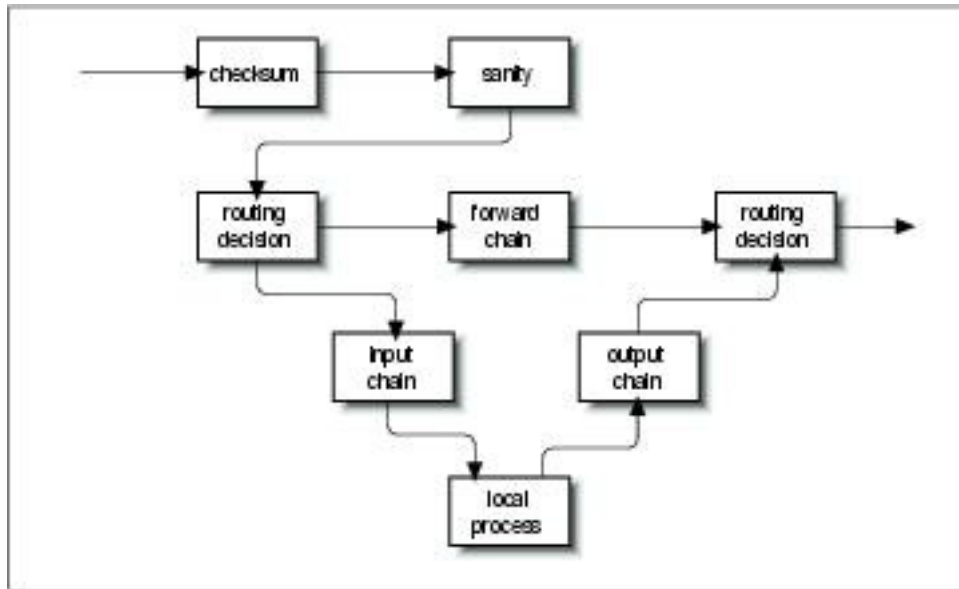 checksum
sanity
routing
decision
forward
chain
routing
decision
input
chain
output
chain
local
process